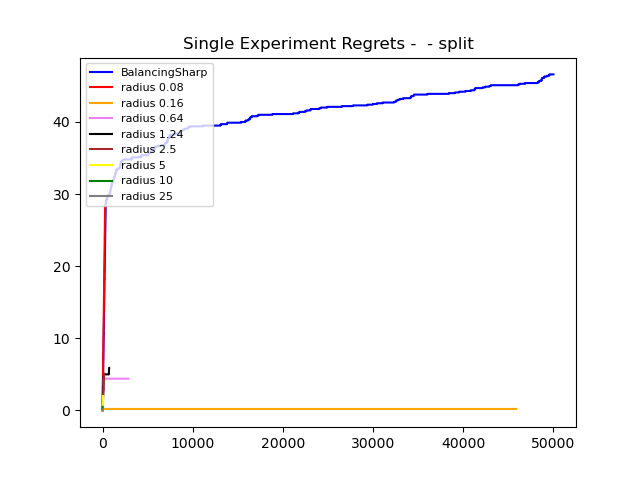 Single Experiment Regrets -  - split
BalancingSharp
radius 0.08
radius 0.16
radius 0.64
radius 1.24
radius 2.5
radius 5
radius 10
radius 25
40
30
20
10
0
0 10000 20000 30000 40000 50000